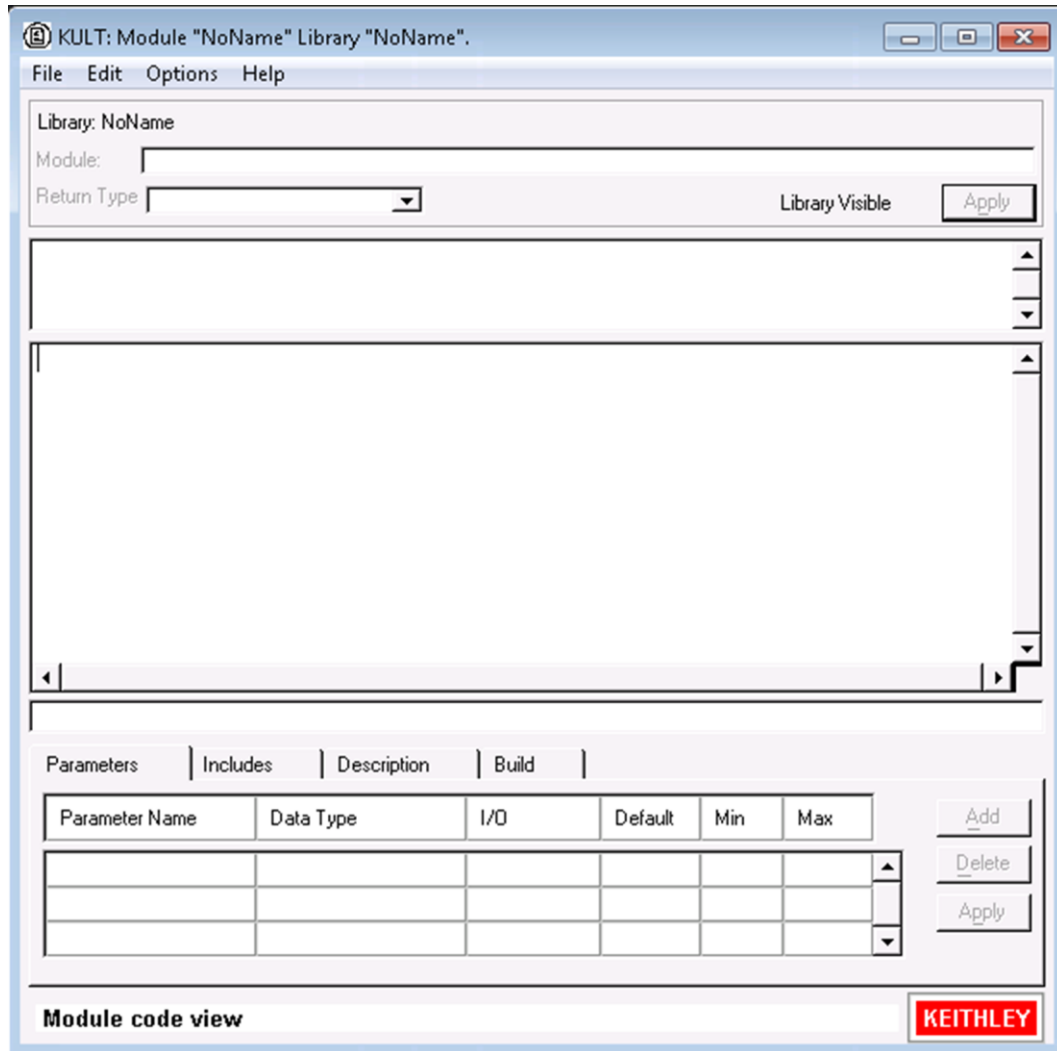 KULT: Module "NoName" Library "NoName".
File Edit Options Help
Library: NoName
Module:
Return Type
Library Visible
Apply
Parameters Includes Description Build
Parameter Name Data Type I/O Default Min Max
Add
Delete
Apply
Module code view
KEITHLEY